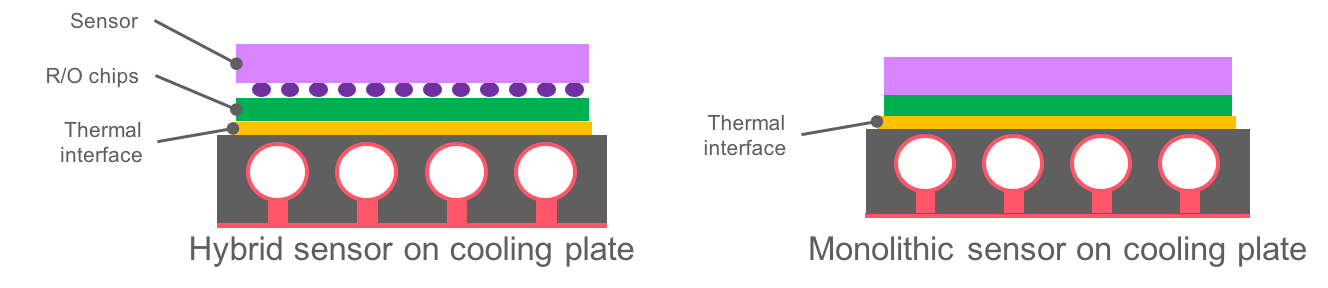 Sensor
R/O chips
Thermal
interface
Hybrid sensor on cooling plate
Thermal
interface
Monolithic sensor on cooling plate